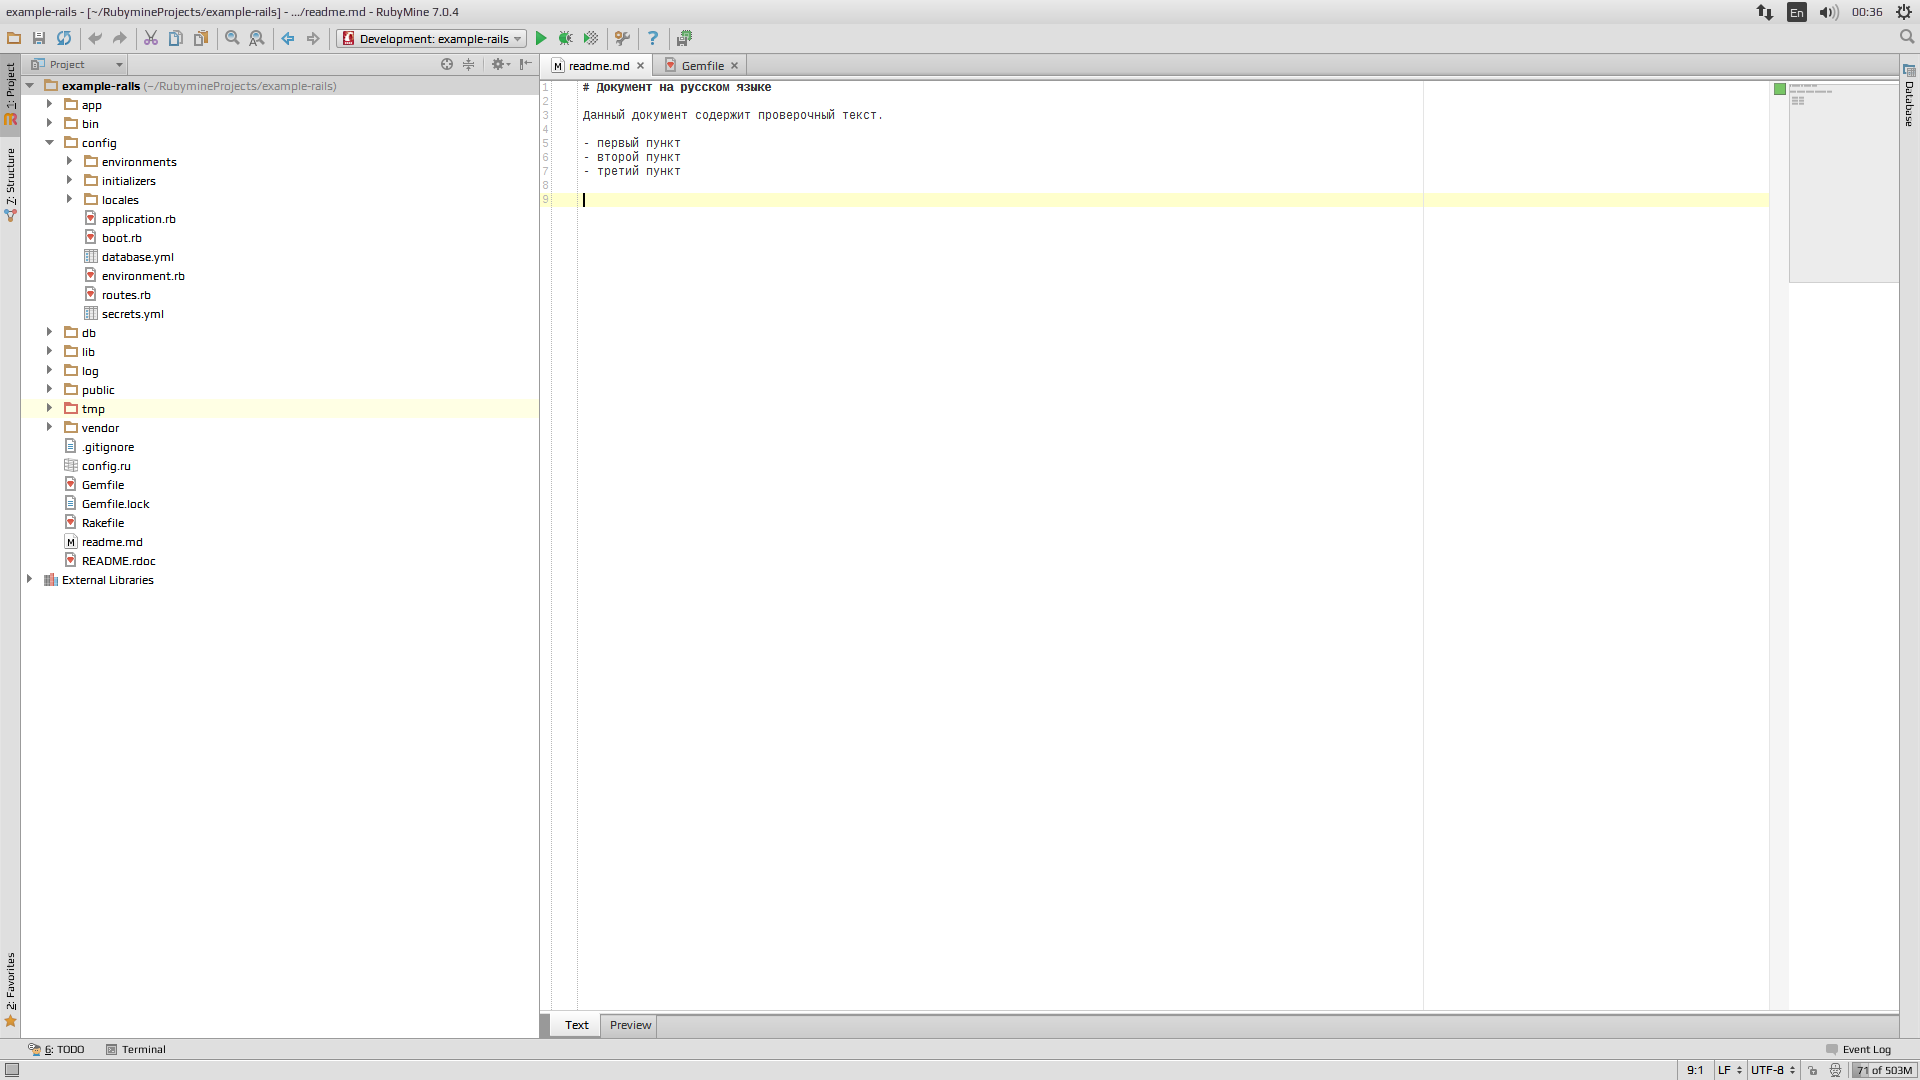 example-rails - [~/RubymineProjects/example-rails] - .../readme.md - RubyMine 7.0.4
En
00:36
Development: example-rails
1: Project
7: Structure
2: Favorites
Project
example-rails (~/RubymineProjects/example-rails)
app
bin
config
environments
initializers
locales
application.rb
boot.rb
database.yml
environment.rb
routes.rb
secrets.yml
db
lib
log
public
tmp
vendor
.gitignore
config.ru
Gemfile
Gemfile.lock
Rakefile
readme.md
README.rdoc
External Libraries
readme.md
Gemfile
1 # Документ на русском языке
2
3 Данный документ содержит проверочный текст.
4
5 - первый пункт
6 - второй пункт
7 - третий пункт
8
9
Database
Text
Preview
6: TODO
Terminal
Event Log
9:1
LF
UTF-8
71 of 503M